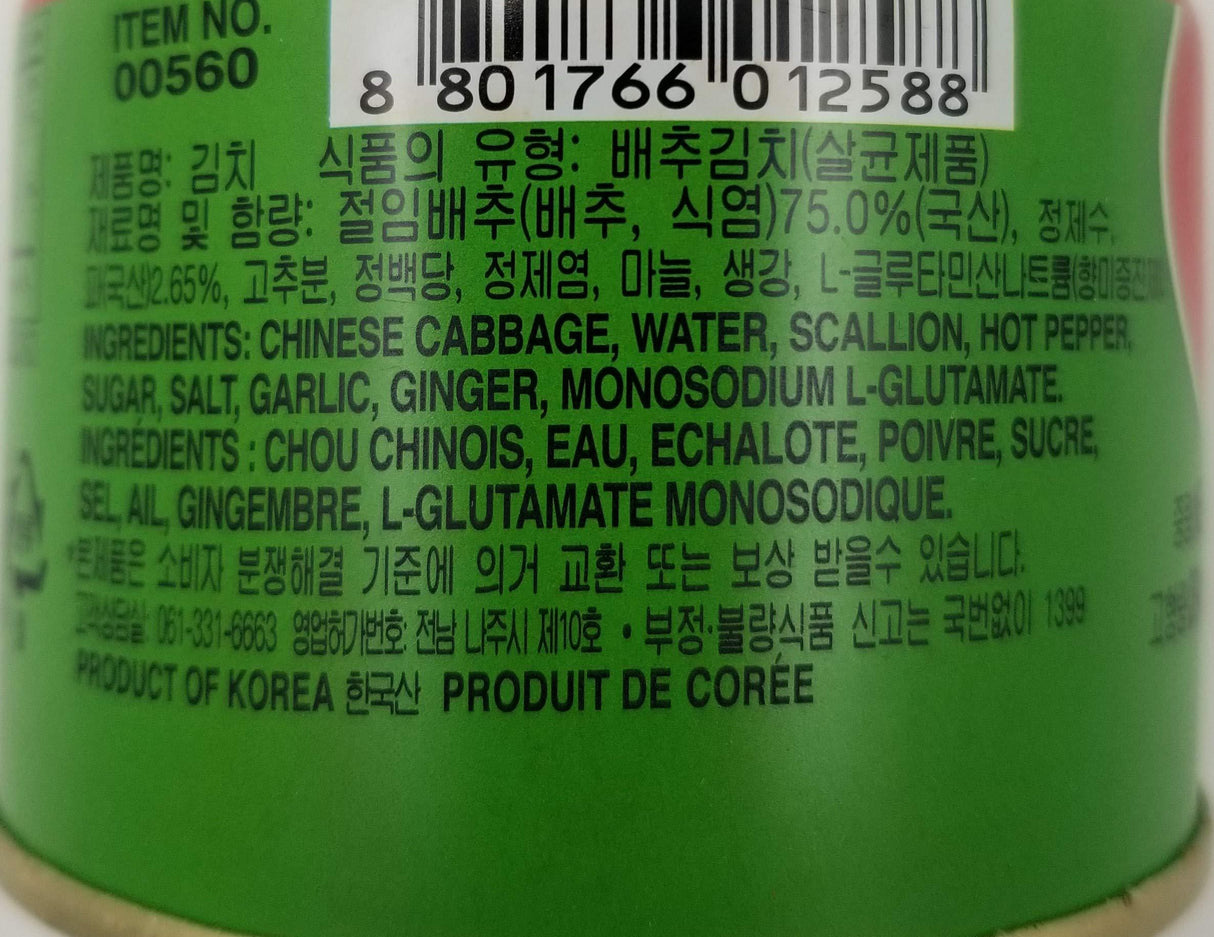 ITEM NO.
00560
8 801766 012588
제품명: 김치 식품의 유형: 배추김치(살균제품)
재료명 및 함량: 절임배추(배추, 식염)75.0%(국산), 정제수,
파(국산)2.65%, 고추분, 정백당, 정제염, 마늘, 생강, L-글루타민산나트륨(향미증진제)
INGREDIENTS: CHINESE CABBAGE, WATER, SCALLION, HOT PEPPER,
SUGAR, SALT, GARLIC, GINGER, MONOSODIUM L-GLUTAMATE.
INGRÉDIENTS : CHOU CHINOIS, EAU, ECHALOTE, POIVRE, SUCRE,
SEL, AIL, GINGEMBRE, L-GLUTAMATE MONOSODIQUE.
본제품은 소비자 분쟁해결 기준에 의거 교환 또는 보상 받을수 있습니다.
고객상담실 061-331-6663 영업허가번호: 전남 나주시 제10호 • 부정·불량식품 신고는 국번없이 1399
PRODUCT OF KOREA 한국산 PRODUIT DE CORÉE